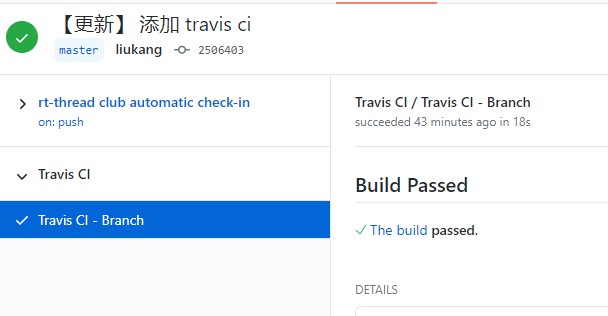 【更新】 添加 travis ci
master liukang 2506403
rt-thread club automatic check-in
on: push
Travis CI
Travis CI - Branch
Travis CI / Travis CI - Branch
succeeded 43 minutes ago in 18s
Build Passed
The build passed.
DETAILS